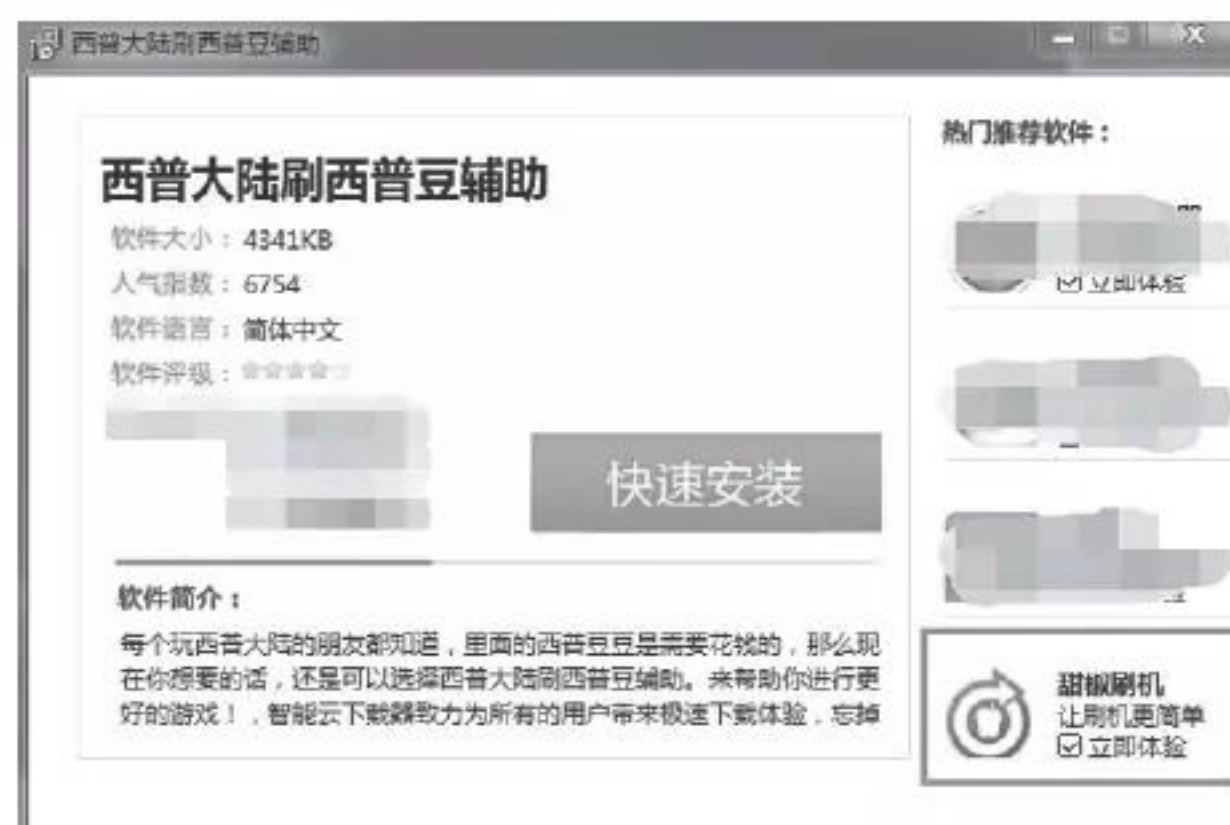 西普大陆刷西普豆辅助
西普大陆刷西普豆辅助
软件大小：4341KB
人气指数：6754
软件语言：简体中文
软件评级：
快速安装
软件简介：
每个玩西普大陆的朋友都知道，里面的西普豆豆是需要花钱的，那么现
在你想要的话，还是可以选择西普大陆刷西普豆辅助。来帮助你进行更
好的游戏！，智能云下载器致力为所有的用户带来极速下载体验，忘掉
热门推荐软件：
立即体验
甜椒刷机
让刷机更简单
立即体验